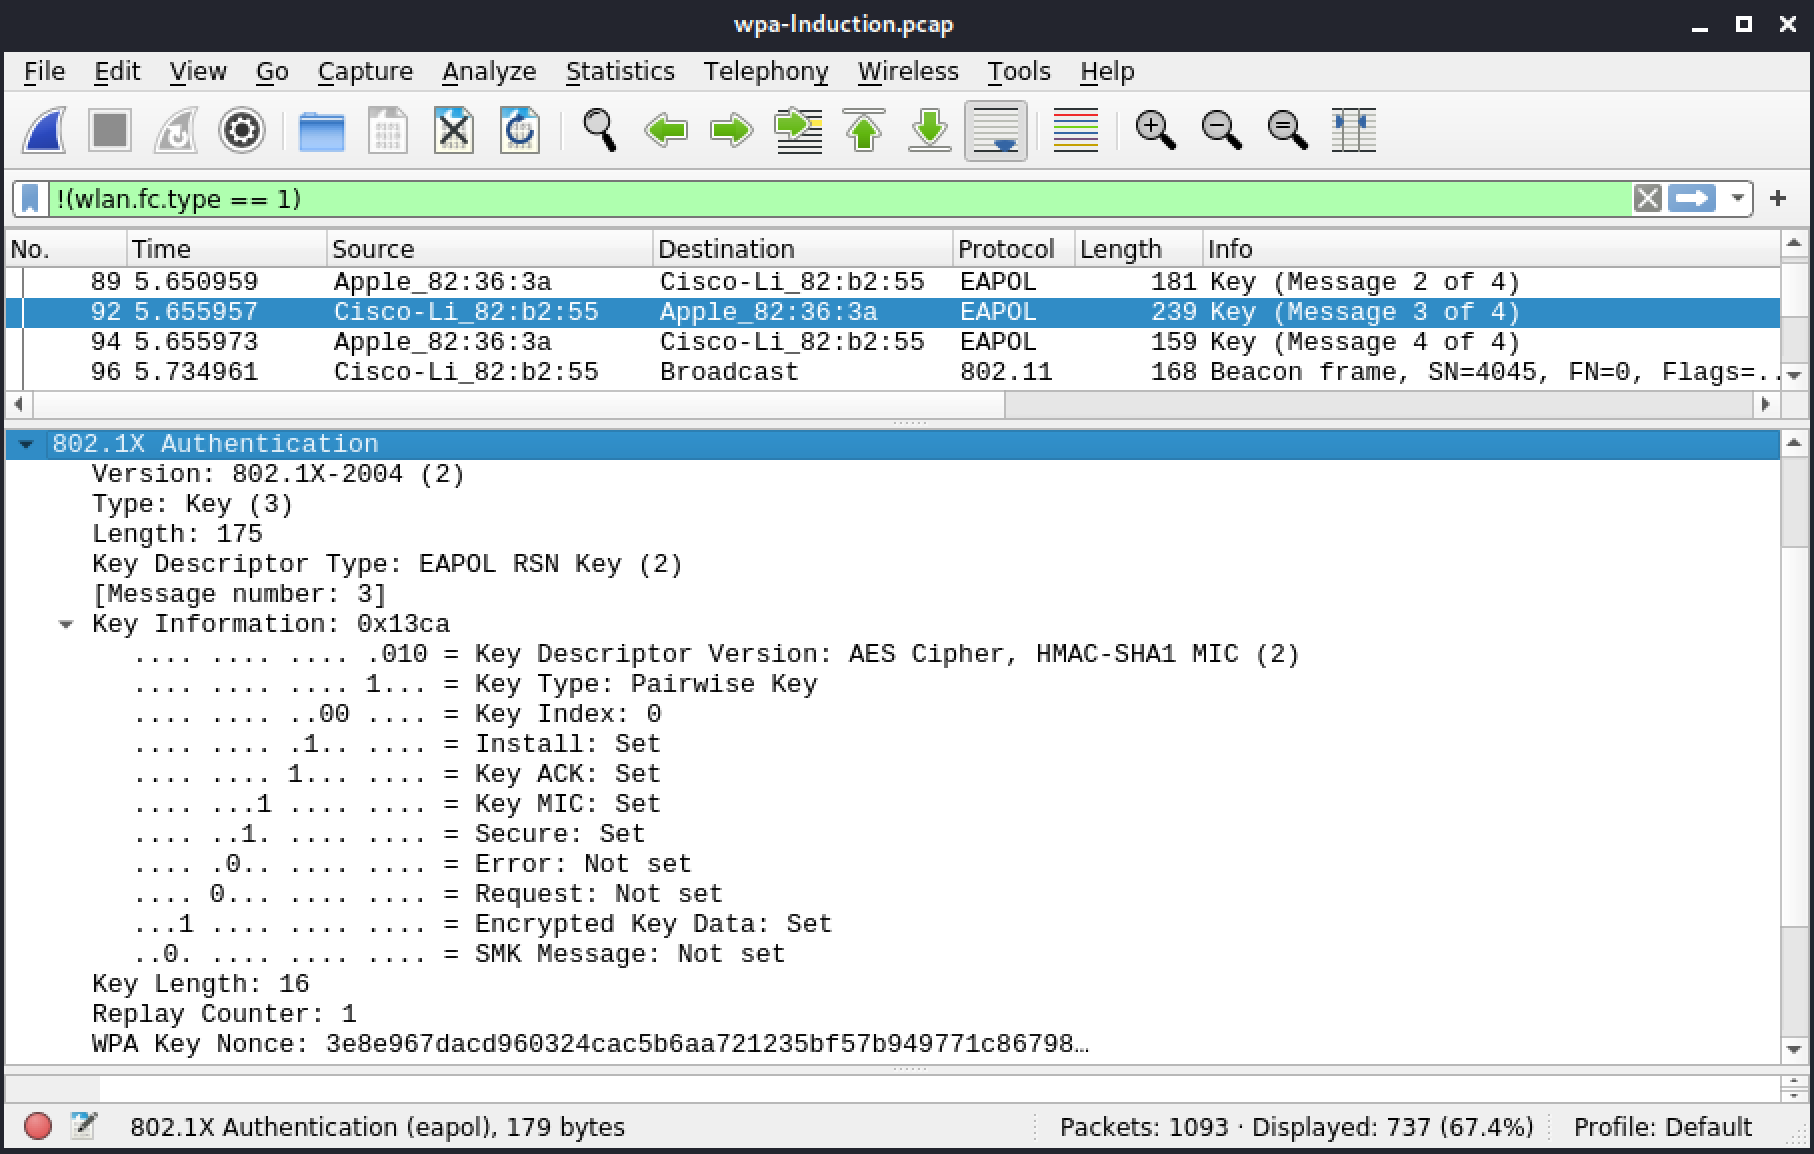 wpa-Induction.pcap
File Edit View Go Capture Analyze Statistics Telephony Wireless Tools Help
!(wlan.fc.type == 1)
No. Time Source Destination Protocol Length Info
89 5.650959 Apple_82:36:3a Cisco-Li_82:b2:55 EAPOL 181 Key (Message 2 of 4)
92 5.655957 Cisco-Li_82:b2:55 Apple_82:36:3a EAPOL 239 Key (Message 3 of 4)
94 5.655973 Apple_82:36:3a Cisco-Li_82:b2:55 EAPOL 159 Key (Message 4 of 4)
96 5.734961 Cisco-Li_82:b2:55 Broadcast 802.11 168 Beacon frame, SN=4045, FN=0, Flags=...
802.1X Authentication
Version: 802.1X-2004 (2)
Type: Key (3)
Length: 175
Key Descriptor Type: EAPOL RSN Key (2)
[Message number: 3]
Key Information: 0x13ca
.... .... .... .010 = Key Descriptor Version: AES Cipher, HMAC-SHA1 MIC (2)
.... .... .... 1... = Key Type: Pairwise Key
.... .... ..00 .... = Key Index: 0
.... .... .1.. .... = Install: Set
.... .... 1... .... = Key ACK: Set
.... ...1 .... .... = Key MIC: Set
.... ..1. .... .... = Secure: Set
.... .0.. .... .... = Error: Not set
.... 0... .... .... = Request: Not set
...1 .... .... .... = Encrypted Key Data: Set
..0. .... .... .... = SMK Message: Not set
Key Length: 16
Replay Counter: 1
WPA Key Nonce: 3e8e967dacd960324cac5b6aa721235bf57b949771c86798…
802.1X Authentication (eapol), 179 bytes Packets: 1093 · Displayed: 737 (67.4%) Profile: Default